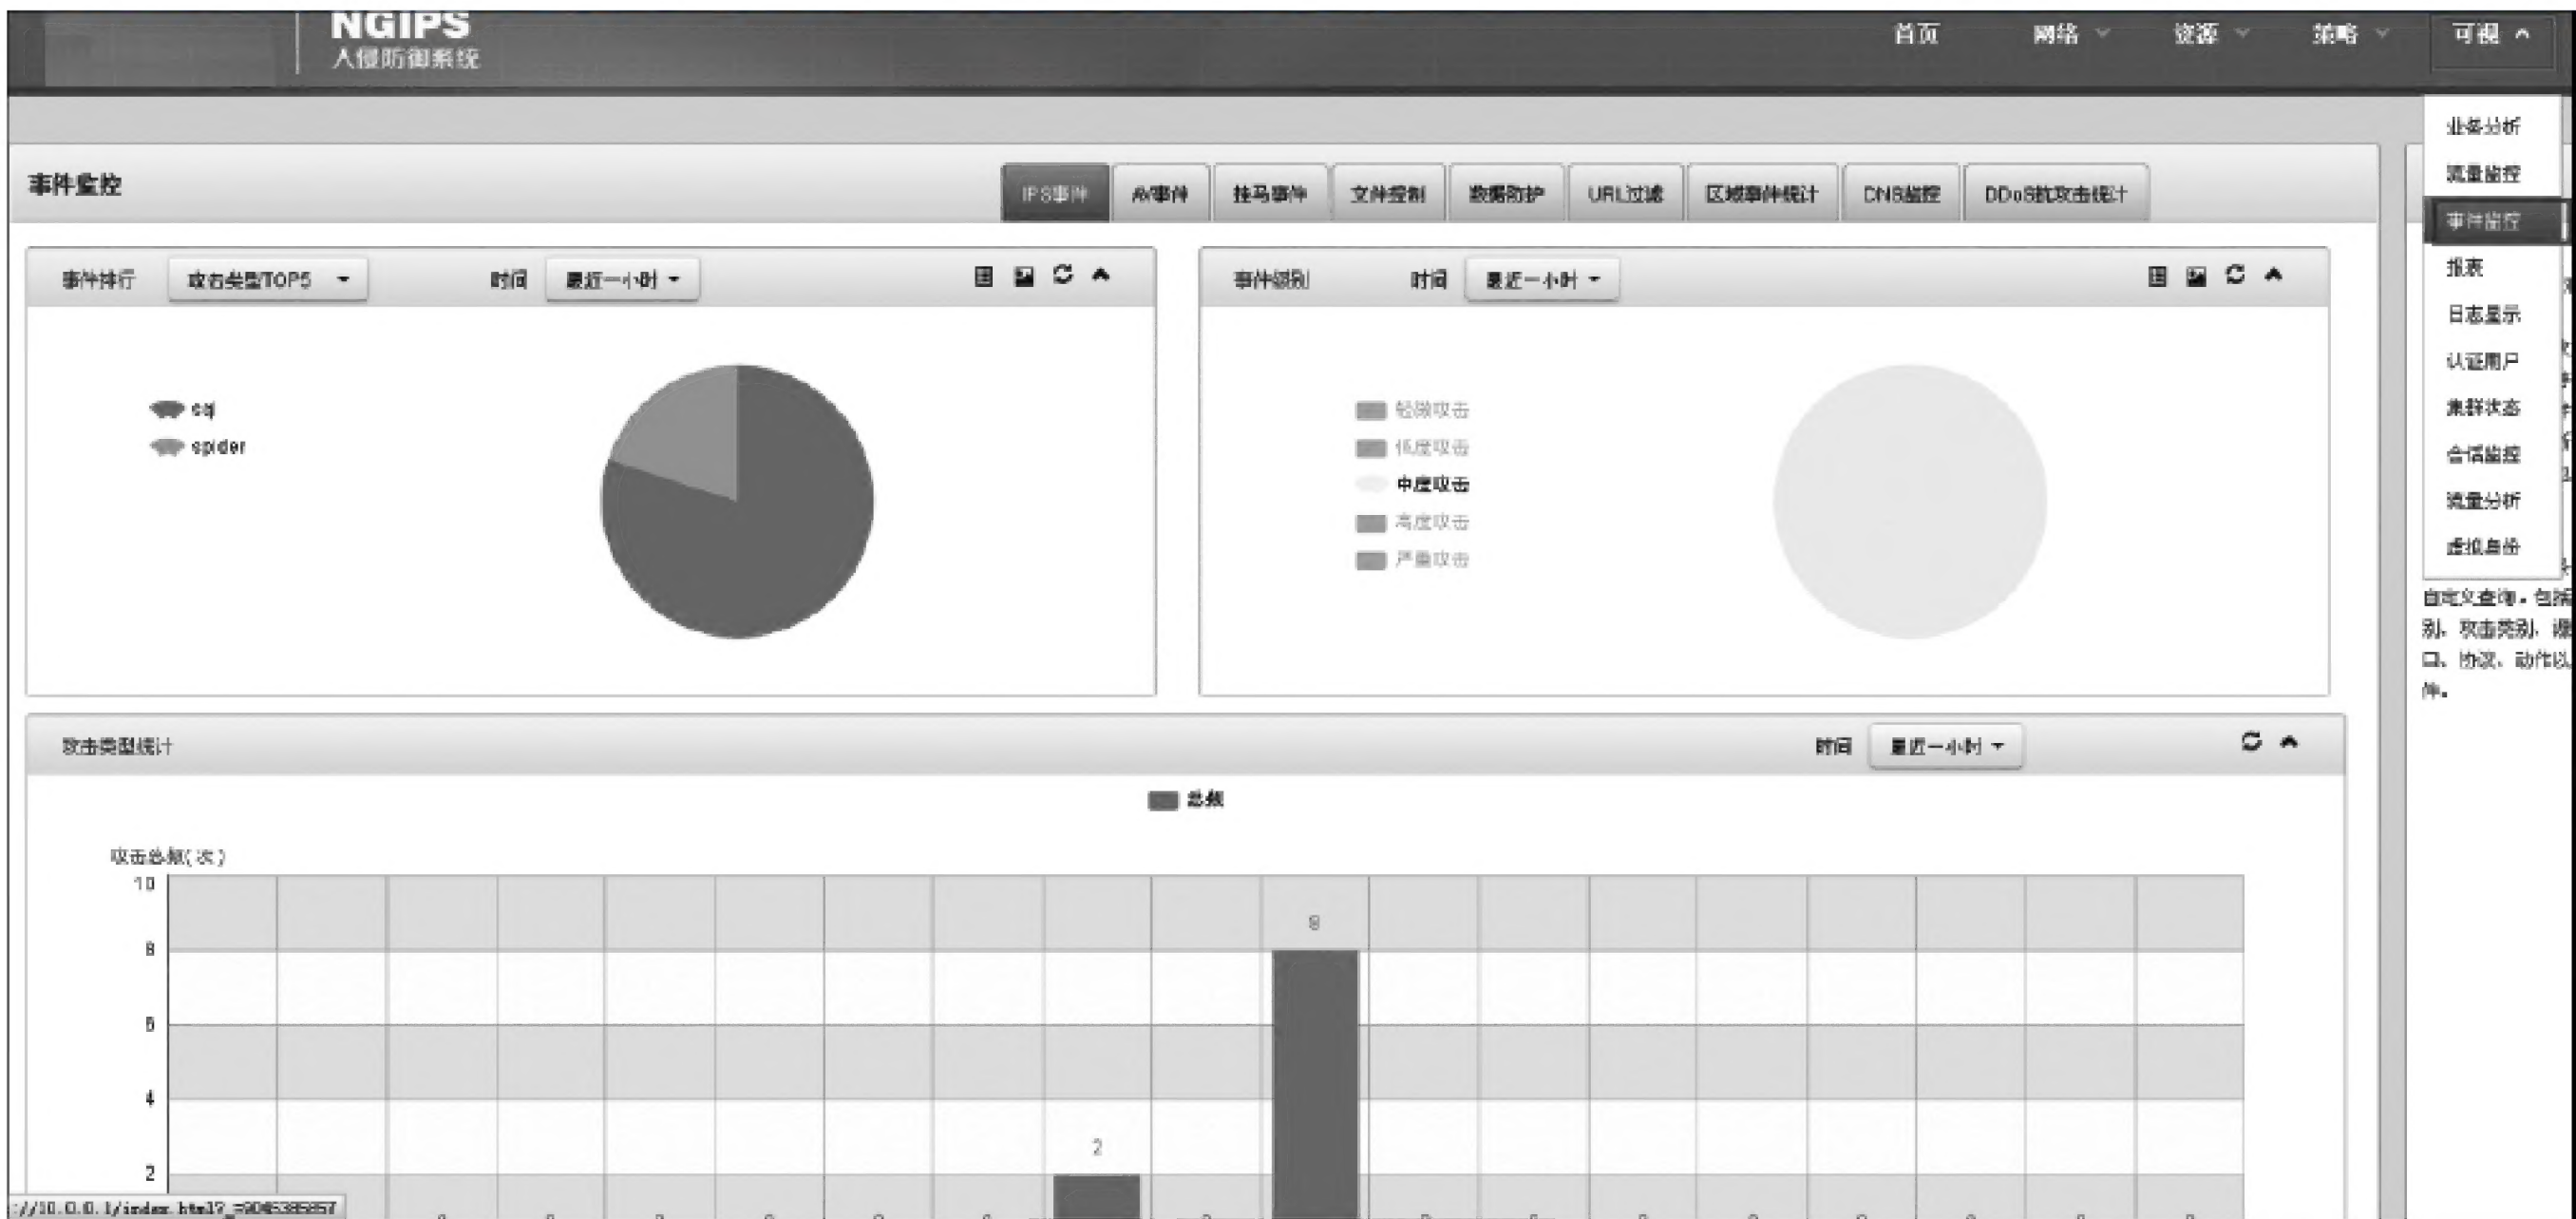 NGIPS
入侵防御系统
首页 网络 资源 策略 可视
业务分析
流量监控
事件监控
报表
日志显示
认证用户
集群状态
会话监控
流量分析
虚拟身份
自定义查询。包括
别、攻击类别、源
口、协议、动作以
件。
事件监控
IPS事件 AV事件 挂马事件 文件控制 数据防护 URL过滤 区域事件统计 DNS监控 DDoS抗攻击统计
事件排行 攻击类型TOP5 时间 最近一小时
sql
spider
事件级别 时间 最近一小时
轻微攻击
低度攻击
中度攻击
高度攻击
严重攻击
攻击类型统计 时间 最近一小时
总数
攻击总数(次)
10
8
8
6
4
2
2
://10.0.0.1/index.html?_=9045385857